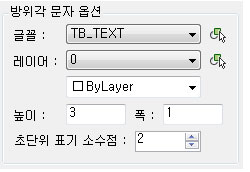 방위각 문자 옵션
글꼴 : TB_TEXT
레이어 : 0
ByLayer
높이 : 3 폭 : 1
초단위 표기 소수점 : 2